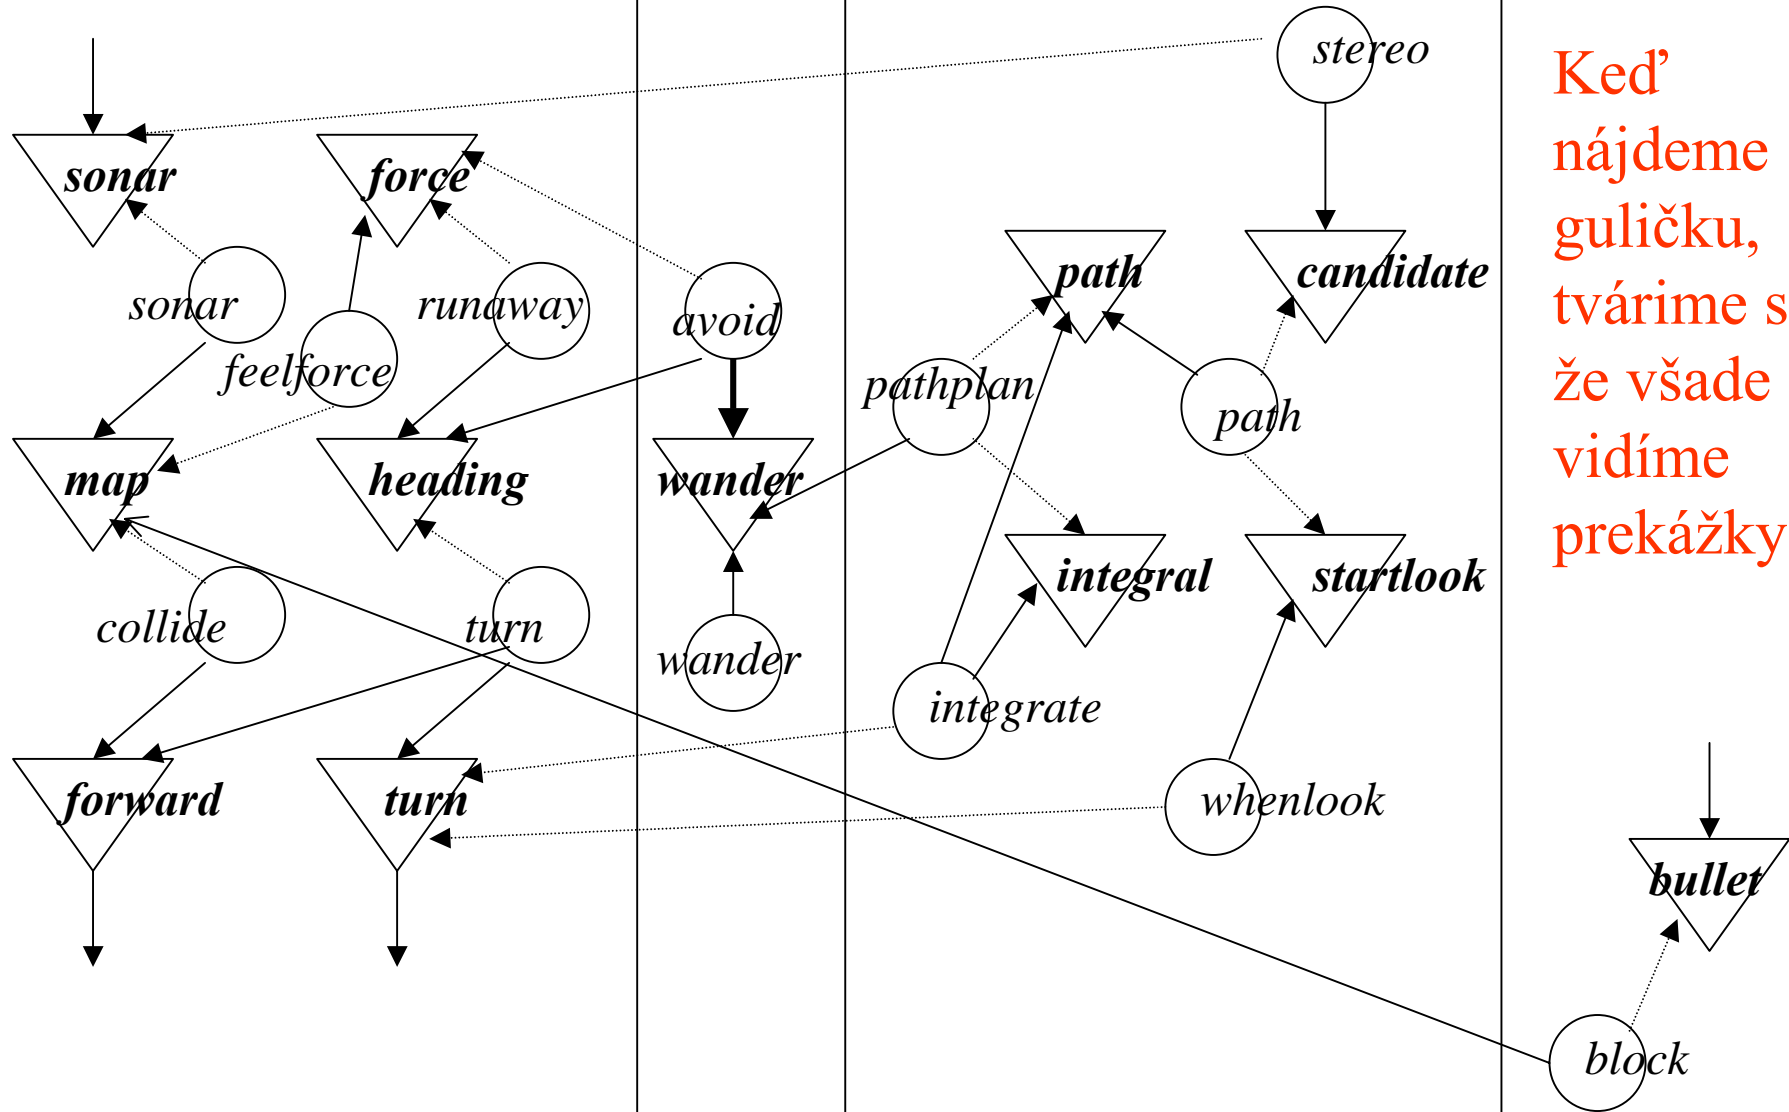 stereo
Keď
nájdeme
guličku,
tvárime s
že všade
vidíme
prekážky
sonar
force
path
candidate
sonar
runaway
avoid
feelforce
pathplan
path
map
heading
wander
integral
startlook
collide
turn
wander
integrate
forward
turn
whenlook
bullet
block